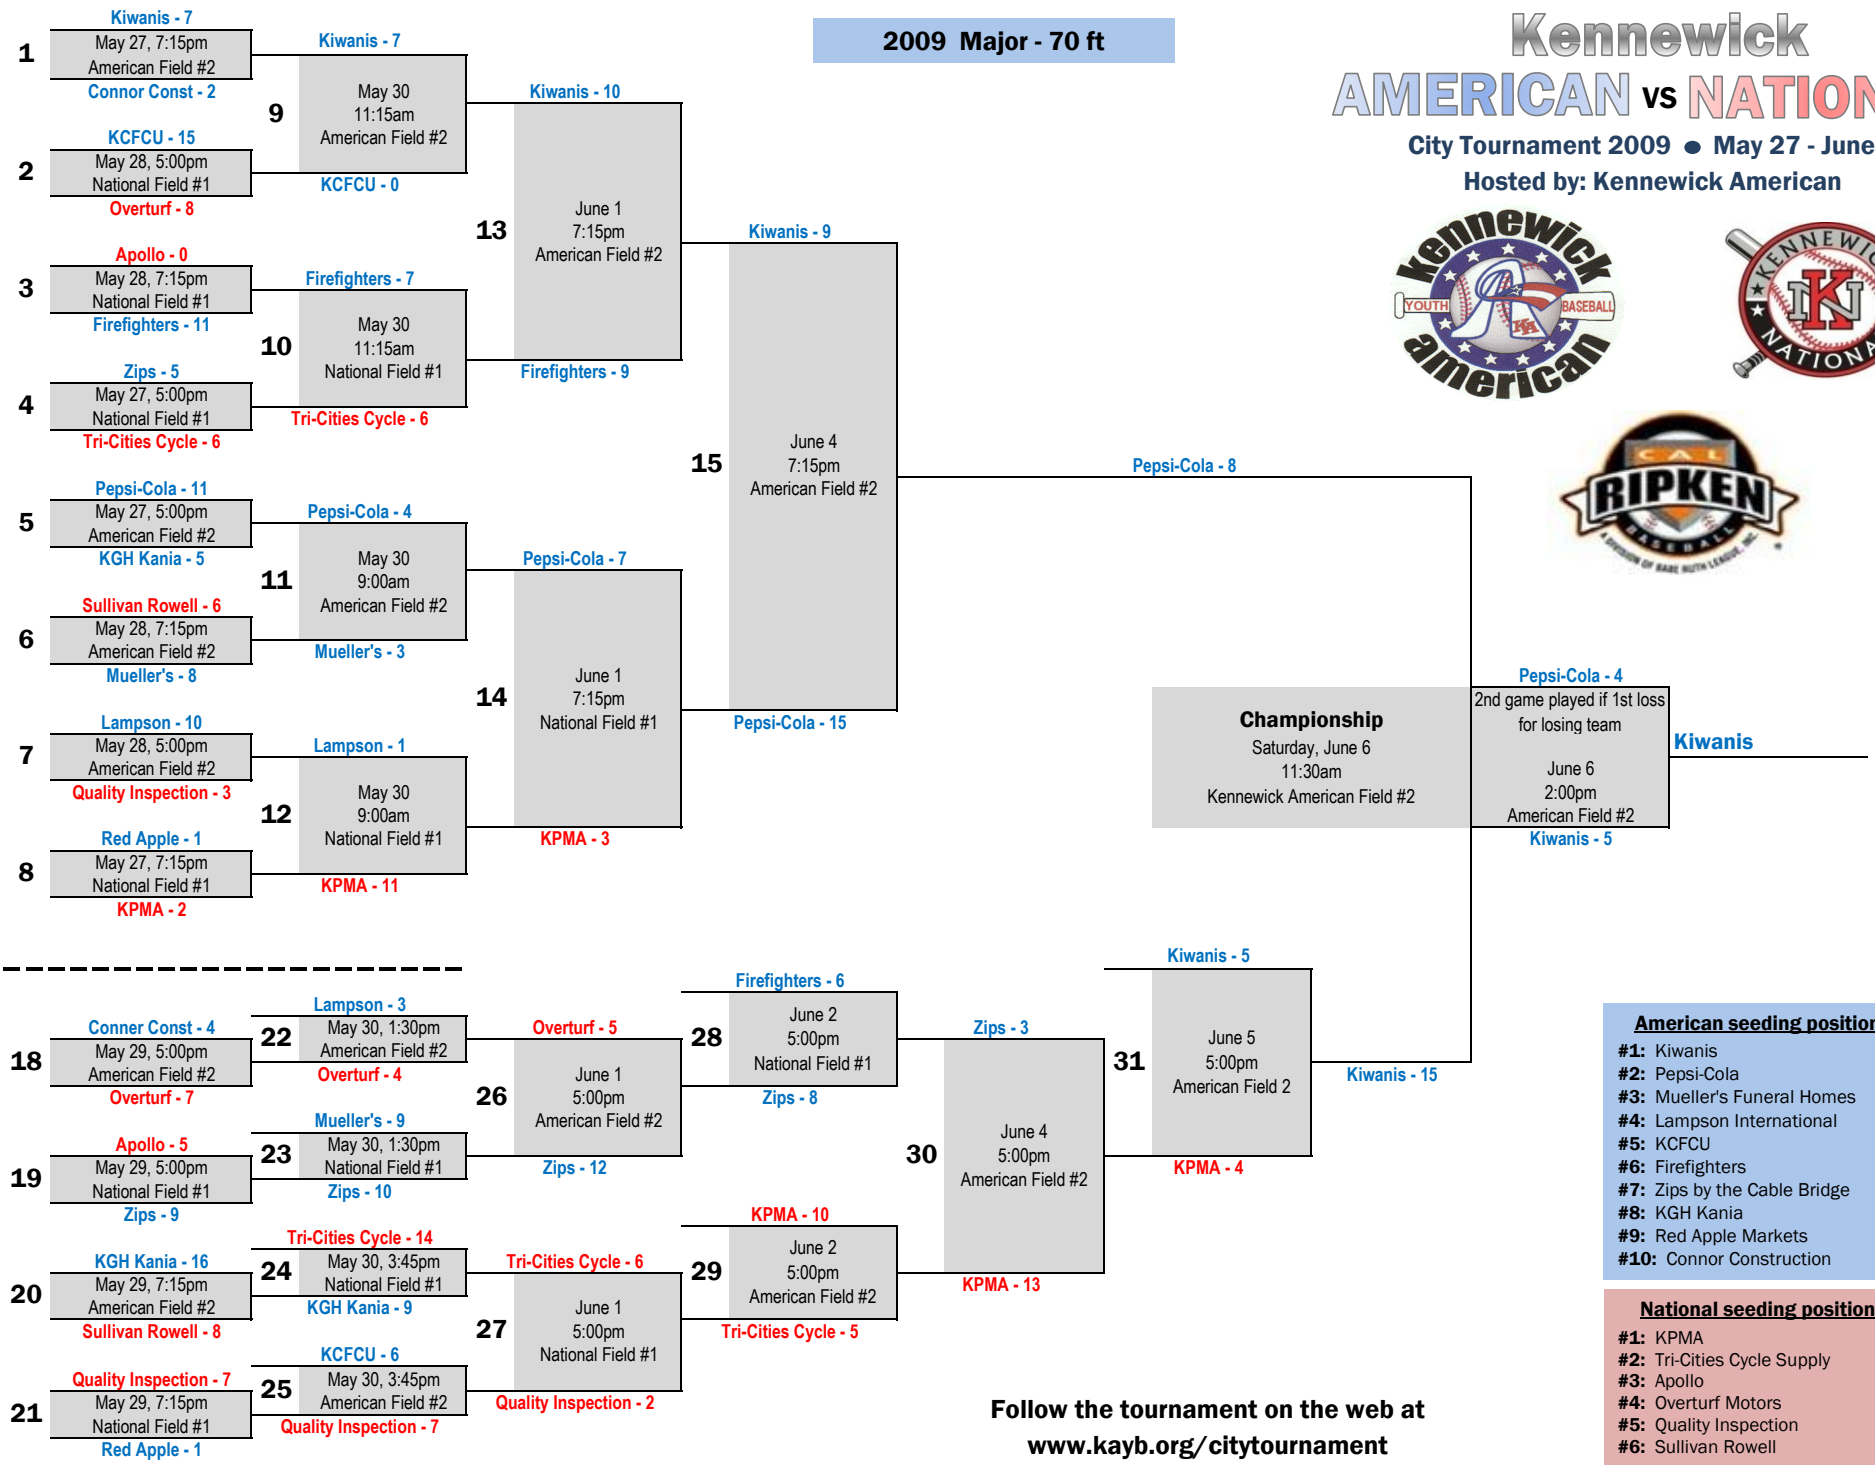 2009 Major - 70 ft
Kennewick
AMERICAN vs NATION
City Tournament 2009 ● May 27 - June
Hosted by: Kennewick American
kennewick
YOUTH BASEBALL
KA
american
KENNEWICK
KN
NATIONAL
CAL
RIPKEN
BASEBALL
A DIVISION OF BABE RUTH LEAGUE, INC.
Kiwanis - 7
1
May 27, 7:15pm
American Field #2
Connor Const - 2
KCFCU - 15
2
May 28, 5:00pm
National Field #1
Overturf - 8
Apollo - 0
3
May 28, 7:15pm
National Field #1
Firefighters - 11
Zips - 5
4
May 27, 5:00pm
National Field #1
Tri-Cities Cycle - 6
Pepsi-Cola - 11
5
May 27, 5:00pm
American Field #2
KGH Kania - 5
Sullivan Rowell - 6
6
May 28, 7:15pm
American Field #2
Mueller's - 8
Lampson - 10
7
May 28, 5:00pm
American Field #2
Quality Inspection - 3
Red Apple - 1
8
May 27, 7:15pm
National Field #1
KPMA - 2
Kiwanis - 7
9
May 30
11:15am
American Field #2
KCFCU - 0
Firefighters - 7
10
May 30
11:15am
National Field #1
Tri-Cities Cycle - 6
Pepsi-Cola - 4
11
May 30
9:00am
American Field #2
Mueller's - 3
Lampson - 1
12
May 30
9:00am
National Field #1
KPMA - 11
Kiwanis - 10
13
June 1
7:15pm
American Field #2
Firefighters - 9
Pepsi-Cola - 7
14
June 1
7:15pm
National Field #1
KPMA - 3
Kiwanis - 9
15
June 4
7:15pm
American Field #2
Pepsi-Cola - 15
Pepsi-Cola - 8
Championship
Saturday, June 6
11:30am
Kennewick American Field #2
Pepsi-Cola - 4
2nd game played if 1st loss
for losing team
June 6
2:00pm
American Field #2
Kiwanis - 5
Kiwanis
Conner Const - 4
18
May 29, 5:00pm
American Field #2
Overturf - 7
Apollo - 5
19
May 29, 5:00pm
National Field #1
Zips - 9
KGH Kania - 16
20
May 29, 7:15pm
American Field #2
Sullivan Rowell - 8
Quality Inspection - 7
21
May 29, 7:15pm
National Field #1
Red Apple - 1
Lampson - 3
22
May 30, 1:30pm
American Field #2
Overturf - 4
Mueller's - 9
23
May 30, 1:30pm
National Field #1
Zips - 10
Tri-Cities Cycle - 14
24
May 30, 3:45pm
National Field #1
KGH Kania - 9
KCFCU - 6
25
May 30, 3:45pm
American Field #2
Quality Inspection - 7
Overturf - 5
26
June 1
5:00pm
American Field #2
Zips - 12
Tri-Cities Cycle - 6
27
June 1
5:00pm
National Field #1
Quality Inspection - 2
Firefighters - 6
28
June 2
5:00pm
National Field #1
Zips - 8
KPMA - 10
29
June 2
5:00pm
American Field #2
Tri-Cities Cycle - 5
Zips - 3
30
June 4
5:00pm
American Field #2
KPMA - 13
Kiwanis - 5
31
June 5
5:00pm
American Field 2
KPMA - 4
Kiwanis - 15
American seeding position
#1: Kiwanis
#2: Pepsi-Cola
#3: Mueller's Funeral Homes
#4: Lampson International
#5: KCFCU
#6: Firefighters
#7: Zips by the Cable Bridge
#8: KGH Kania
#9: Red Apple Markets
#10: Connor Construction
National seeding position
#1: KPMA
#2: Tri-Cities Cycle Supply
#3: Apollo
#4: Overturf Motors
#5: Quality Inspection
#6: Sullivan Rowell
Follow the tournament on the web at
www.kayb.org/citytournament